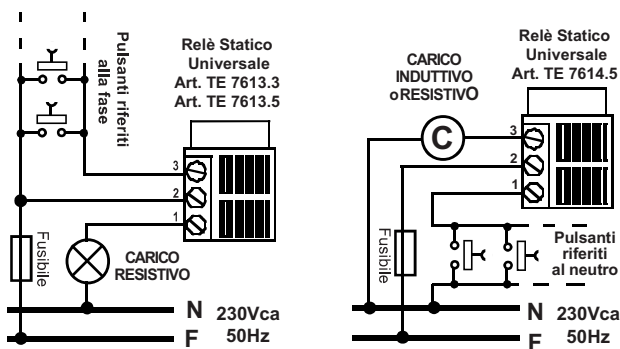 Pulsanti riferiti
alla fase
Relè Statico
Universale
Art. TE 7613.3
Art. TE 7613.5
3
2
1
Fusibile
CARICO
RESISTIVO
N 230Vca
F 50Hz
Relè Statico
Universale
Art. TE 7614.5
CARICO
INDUTTIVO
o RESISTIVO
C
3
2
1
Fusibile
Pulsanti
riferiti
al neutro
N 230Vca
F 50Hz